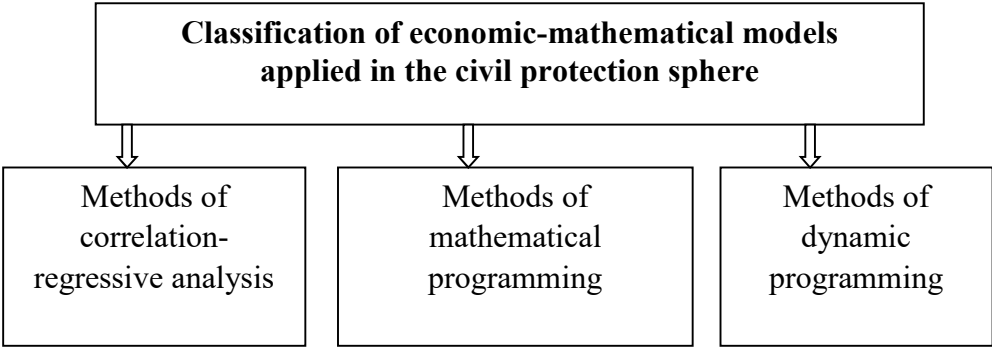 Classification of economic-mathematical models
applied in the civil protection sphere
Methods of
correlation-
regressive analysis
Methods of
mathematical
programming
Methods of
dynamic
programming